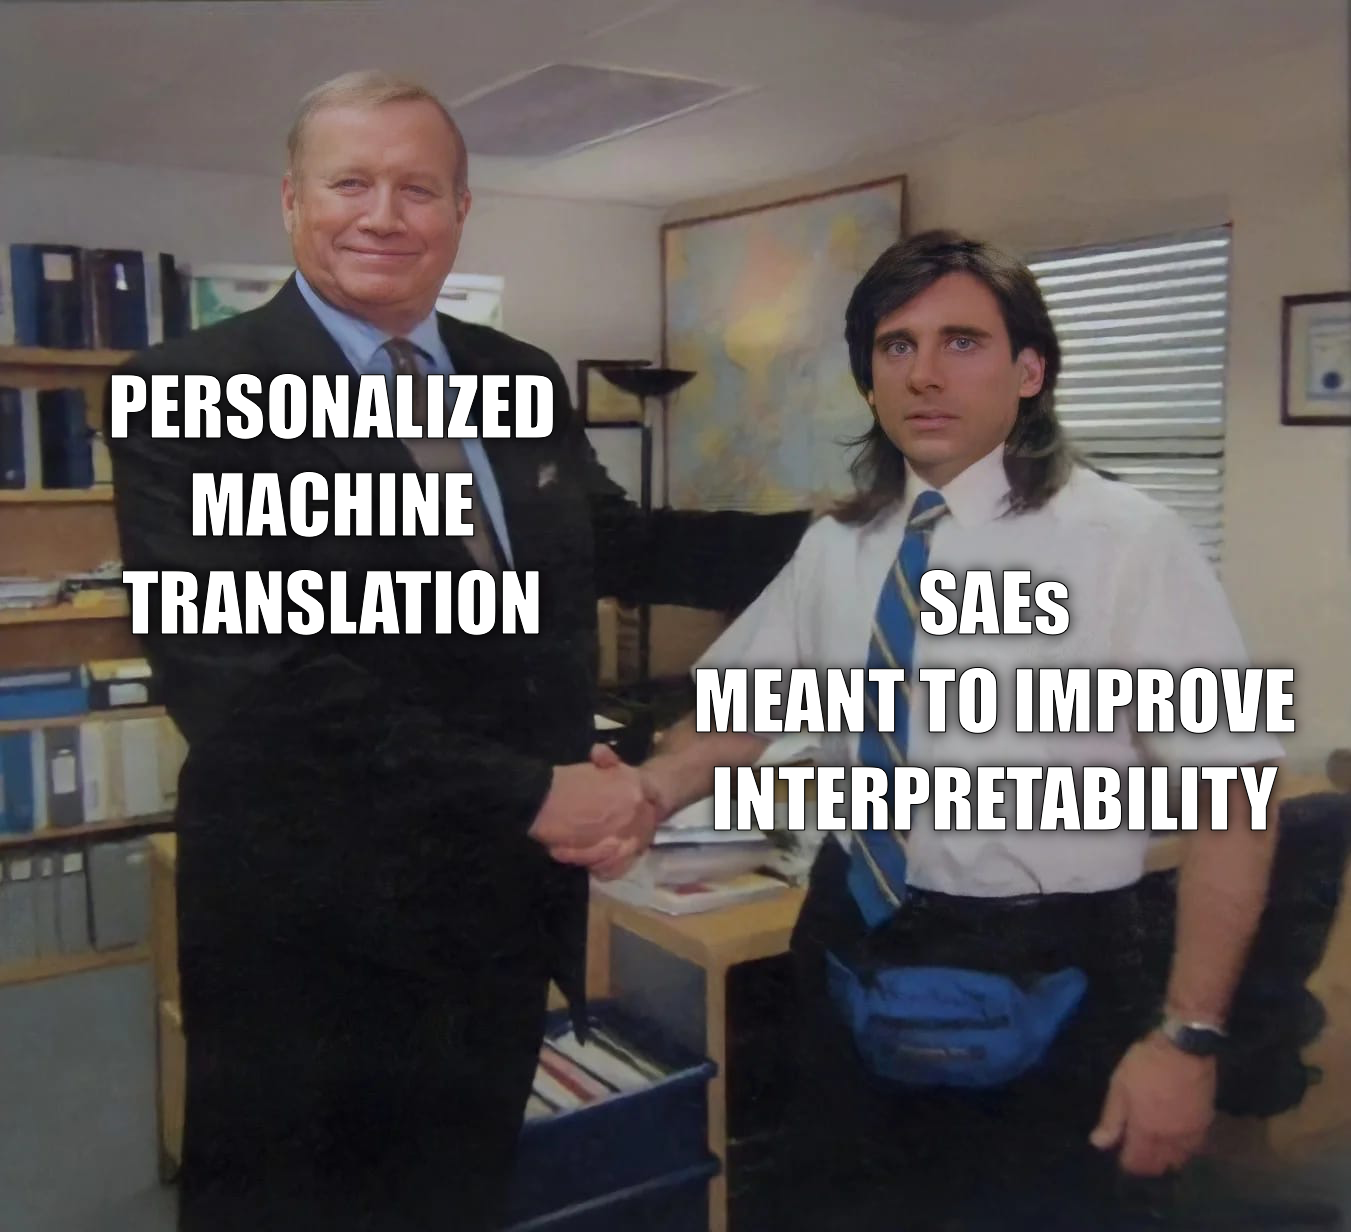 PERSONALIZED
MACHINE
TRANSLATION
SAEs
MEANT TO IMPROVE
INTERPRETABILITY